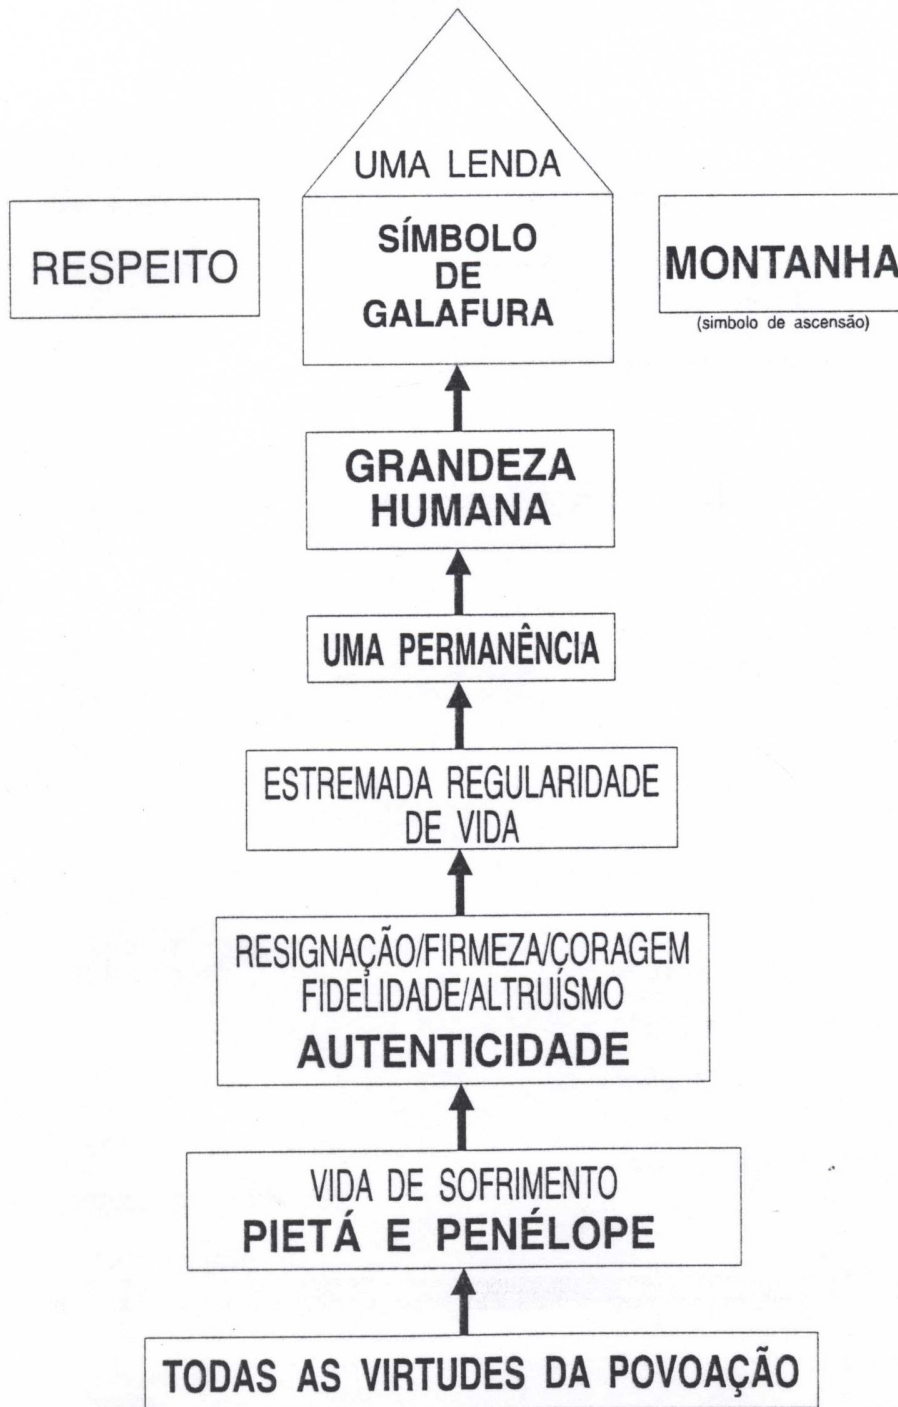 UMA LENDA
RESPEITO
SÍMBOLO
DE
GALAFURA
MONTANHA
(simbolo de ascensão)
GRANDEZA
HUMANA
UMA PERMANÊNCIA
ESTREMADA REGULARIDADE
DE VIDA
RESIGNAÇÃO/FIRMEZA/CORAGEM
FIDELIDADE/ALTRUÍSMO
AUTENTICIDADE
VIDA DE SOFRIMENTO
PIETÁ E PENÉLOPE
TODAS AS VIRTUDES DA POVOAÇÃO